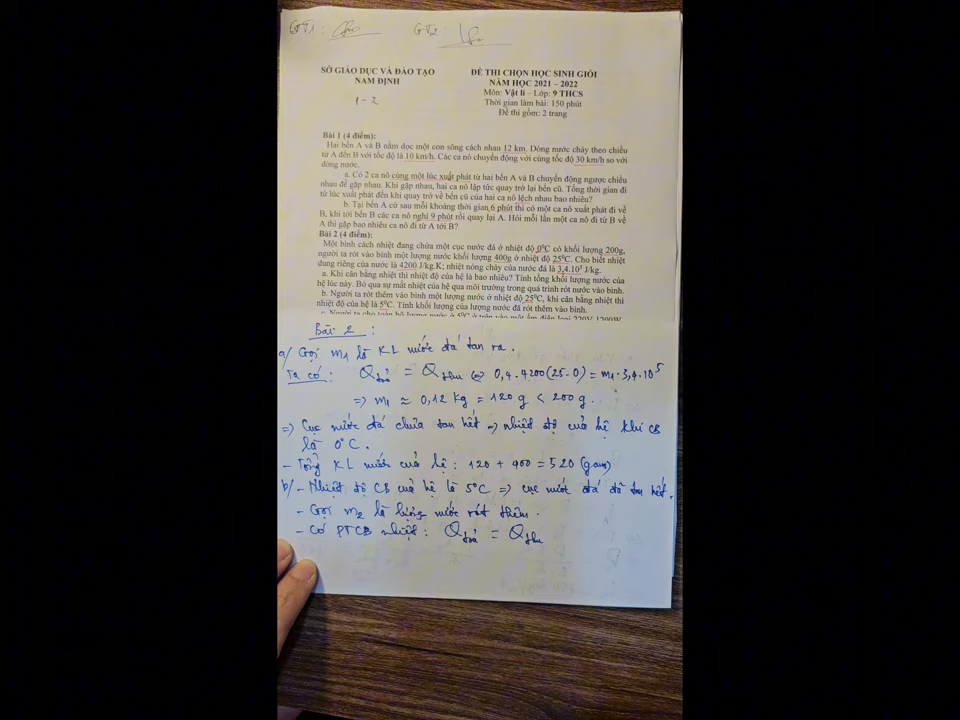 GT1 :
GT2 :
SỞ GIÁO DỤC VÀ ĐÀO TẠO
NAM ĐỊNH
1-2
ĐỀ THI CHỌN HỌC SINH GIỎI
NĂM HỌC 2021 – 2022
Môn: Vật lí – Lớp: 9 THCS
Thời gian làm bài: 150 phút
Đề thi gồm: 2 trang
Bài 1 (4 điểm):
Hai bến A và B nằm dọc một con sông cách nhau 12 km. Dòng nước chảy theo chiều
từ A đến B với tốc độ là 10 km/h. Các ca nô chuyển động với cùng tốc độ 30 km/h so với
dòng nước.
a. Có 2 ca nô cùng một lúc xuất phát từ hai bến A và B chuyển động ngược chiều
nhau để gặp nhau. Khi gặp nhau, hai ca nô lập tức quay trở lại bến cũ. Tổng thời gian đi
từ lúc xuất phát đến khi quay trở về bến cũ của hai ca nô lệch nhau bao nhiêu?
b. Tại bến A cứ sau mỗi khoảng thời gian 6 phút thì có một ca nô xuất phát đi về
B, khi tới bến B các ca nô nghỉ 9 phút rồi quay lại A. Hỏi mỗi lần một ca nô đi từ B về
A thì gặp bao nhiêu ca nô đi từ A tới B?
Bài 2 (4 điểm):
Một bình cách nhiệt đang chứa một cục nước đá ở nhiệt độ 0⁰C có khối lượng 200g,
người ta rót vào bình một lượng nước khối lượng 400g ở nhiệt độ 25⁰C. Cho biết nhiệt
dung riêng của nước là 4200 J/kg.K; nhiệt nóng chảy của nước đá là 3,4.10⁵ J/kg.
a. Khi cân bằng nhiệt thì nhiệt độ của hệ là bao nhiêu? Tính tổng khối lượng nước của
hệ lúc này. Bỏ qua sự mất nhiệt của hệ qua môi trường trong quá trình rót nước vào bình.
b. Người ta rót thêm vào bình một lượng nước ở nhiệt độ 25⁰C, khi cân bằng nhiệt thì
nhiệt độ của hệ là 5⁰C. Tính khối lượng của lượng nước đã rót thêm vào bình.
Bài 2 :
a/ Gọi m₁ là KL nước đá tan ra.
Ta có : Q tỏa = Q thu ⇔ 0,4.4200(25-0) = m₁.3,4.10⁵
⇒ m₁ ≈ 0,12 kg = 120 g < 200 g.
⇒ Cục nước đá chưa tan hết → nhiệt độ của hệ khi CB
là 0°C.
- Tổng KL nước của hệ : 120 + 400 = 520 (gam)
b/ - Nhiệt độ CB của hệ là 5°C ⇒ cục nước đá đã tan hết.
- Gọi m₂ là lượng nước rót thêm.
- Có PTCB nhiệt : Q tỏa = Q thu